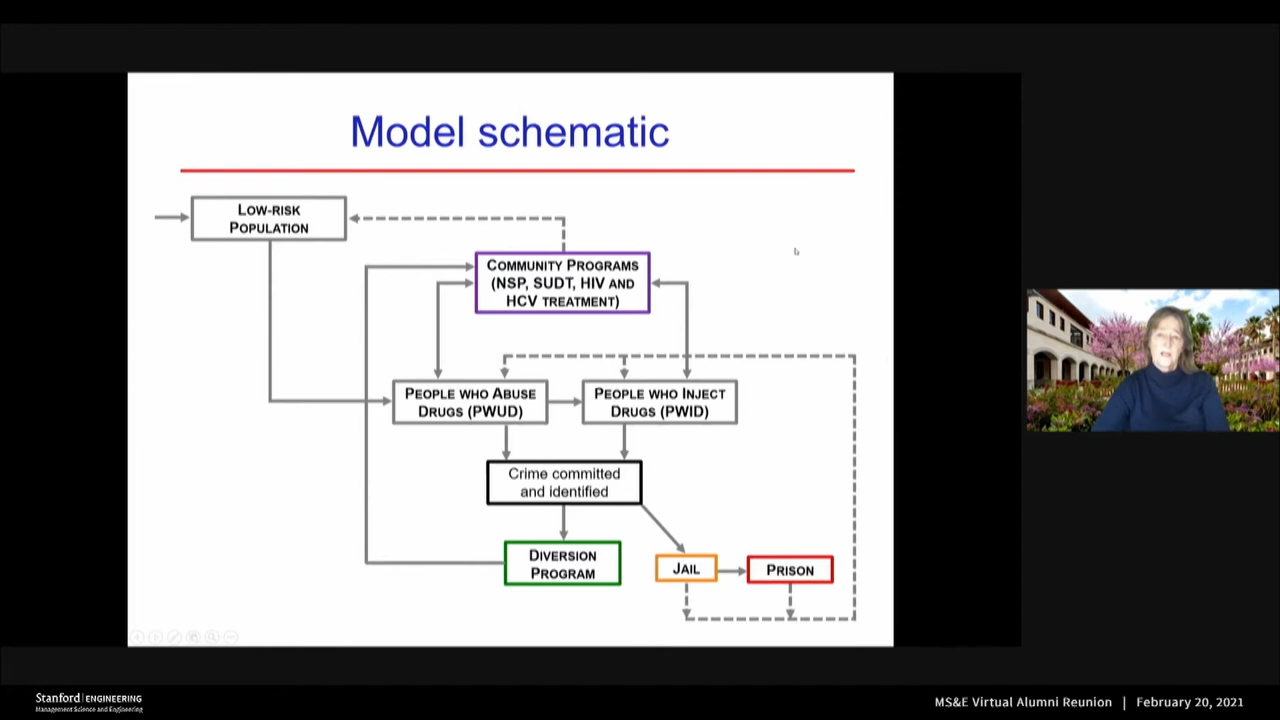 Model schematic
LOW-RISK
POPULATION
COMMUNITY PROGRAMS
(NSP, SUDT, HIV AND
HCV TREATMENT)
PEOPLE WHO ABUSE
DRUGS (PWUD)
PEOPLE WHO INJECT
DRUGS (PWID)
Crime committed
and identified
DIVERSION
PROGRAM
JAIL
PRISON
Stanford | ENGINEERING
Management Science and Engineering
MS&E Virtual Alumni Reunion | February 20, 2021